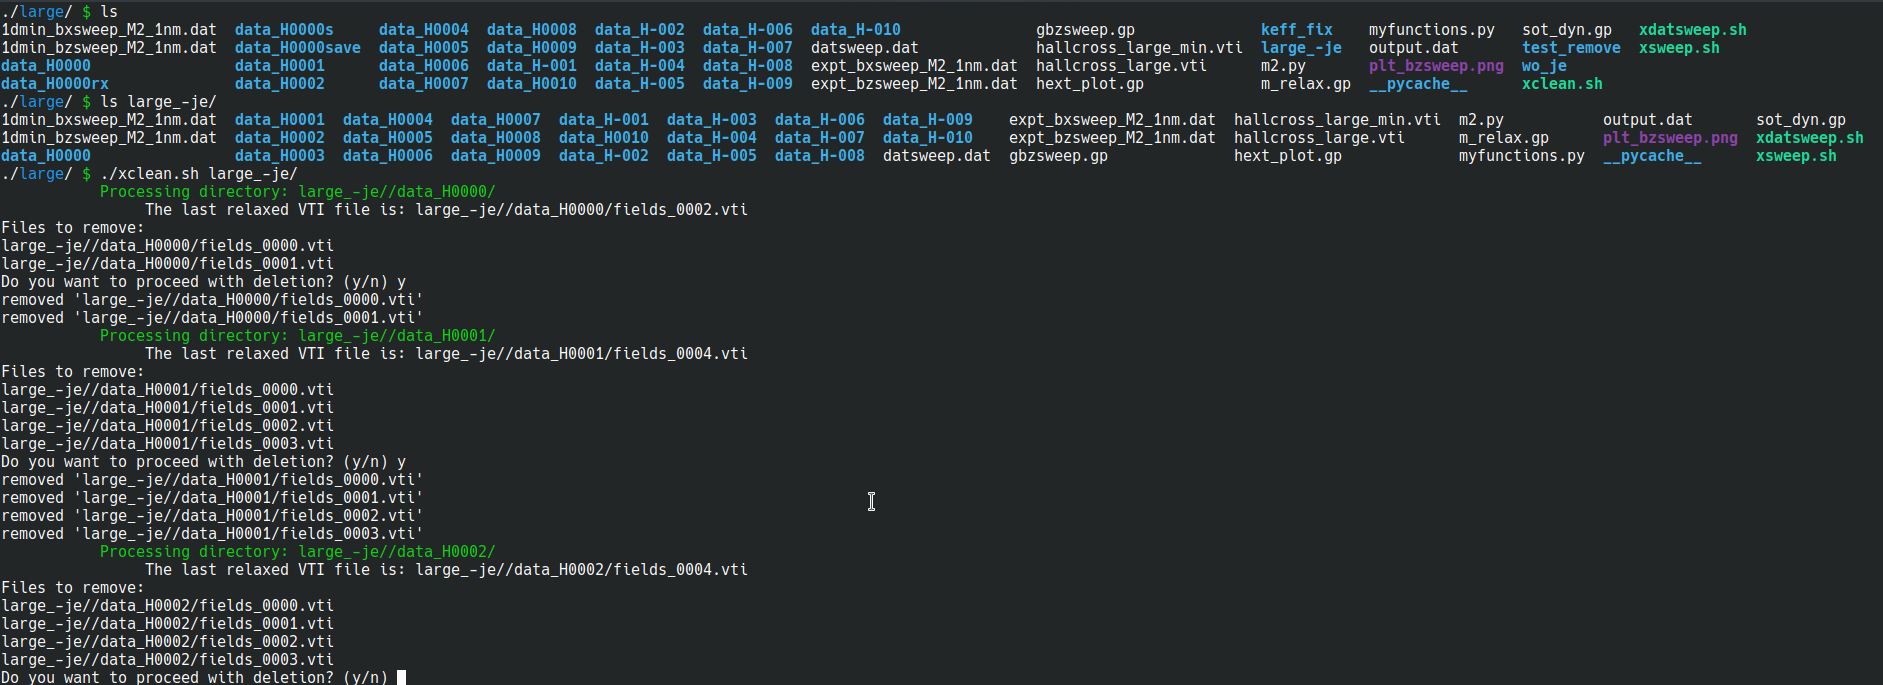 ./large/ $ ls
1dmin_bxsweep_M2_1nm.dat  data_H0000s     data_H0004  data_H0008  data_H-002  data_H-006  data_H-010               gbzsweep.gp              keff_fix    myfunctions.py   sot_dyn.gp   xdatsweep.sh
1dmin_bzsweep_M2_1nm.dat  data_H0000save  data_H0005  data_H0009  data_H-003  data_H-007  datsweep.dat             hallcross_large_min.vti  large_-je   output.dat       test_remove  xsweep.sh
data_H0000                data_H0001      data_H0006  data_H-001  data_H-004  data_H-008  expt_bxsweep_M2_1nm.dat  hallcross_large.vti      m2.py       plt_bzsweep.png  wo_je
data_H0000rx              data_H0002      data_H0007  data_H0010  data_H-005  data_H-009  expt_bzsweep_M2_1nm.dat  hext_plot.gp             m_relax.gp  __pycache__      xclean.sh
./large/ $ ls large_-je/
1dmin_bxsweep_M2_1nm.dat  data_H0001  data_H0004  data_H0007  data_H-001  data_H-003  data_H-006  data_H-009    expt_bxsweep_M2_1nm.dat  hallcross_large_min.vti  m2.py           output.dat       sot_dyn.gp
1dmin_bzsweep_M2_1nm.dat  data_H0002  data_H0005  data_H0008  data_H0010  data_H-004  data_H-007  data_H-010    expt_bzsweep_M2_1nm.dat  hallcross_large.vti      m_relax.gp      plt_bzsweep.png  xdatsweep.sh
data_H0000                data_H0003  data_H0006  data_H0009  data_H-002  data_H-005  data_H-008  datsweep.dat  gbzsweep.gp              hext_plot.gp             myfunctions.py  __pycache__      xsweep.sh
./large/ $ ./xclean.sh large_-je/
Processing directory: large_-je//data_H0000/
The last relaxed VTI file is: large_-je//data_H0000/fields_0002.vti
Files to remove:
large_-je//data_H0000/fields_0000.vti
large_-je//data_H0000/fields_0001.vti
Do you want to proceed with deletion? (y/n) y
removed 'large_-je//data_H0000/fields_0000.vti'
removed 'large_-je//data_H0000/fields_0001.vti'
Processing directory: large_-je//data_H0001/
The last relaxed VTI file is: large_-je//data_H0001/fields_0004.vti
Files to remove:
large_-je//data_H0001/fields_0000.vti
large_-je//data_H0001/fields_0001.vti
large_-je//data_H0001/fields_0002.vti
large_-je//data_H0001/fields_0003.vti
Do you want to proceed with deletion? (y/n) y
removed 'large_-je//data_H0001/fields_0000.vti'
removed 'large_-je//data_H0001/fields_0001.vti'
removed 'large_-je//data_H0001/fields_0002.vti'
removed 'large_-je//data_H0001/fields_0003.vti'
Processing directory: large_-je//data_H0002/
The last relaxed VTI file is: large_-je//data_H0002/fields_0004.vti
Files to remove:
large_-je//data_H0002/fields_0000.vti
large_-je//data_H0002/fields_0001.vti
large_-je//data_H0002/fields_0002.vti
large_-je//data_H0002/fields_0003.vti
Do you want to proceed with deletion? (y/n)